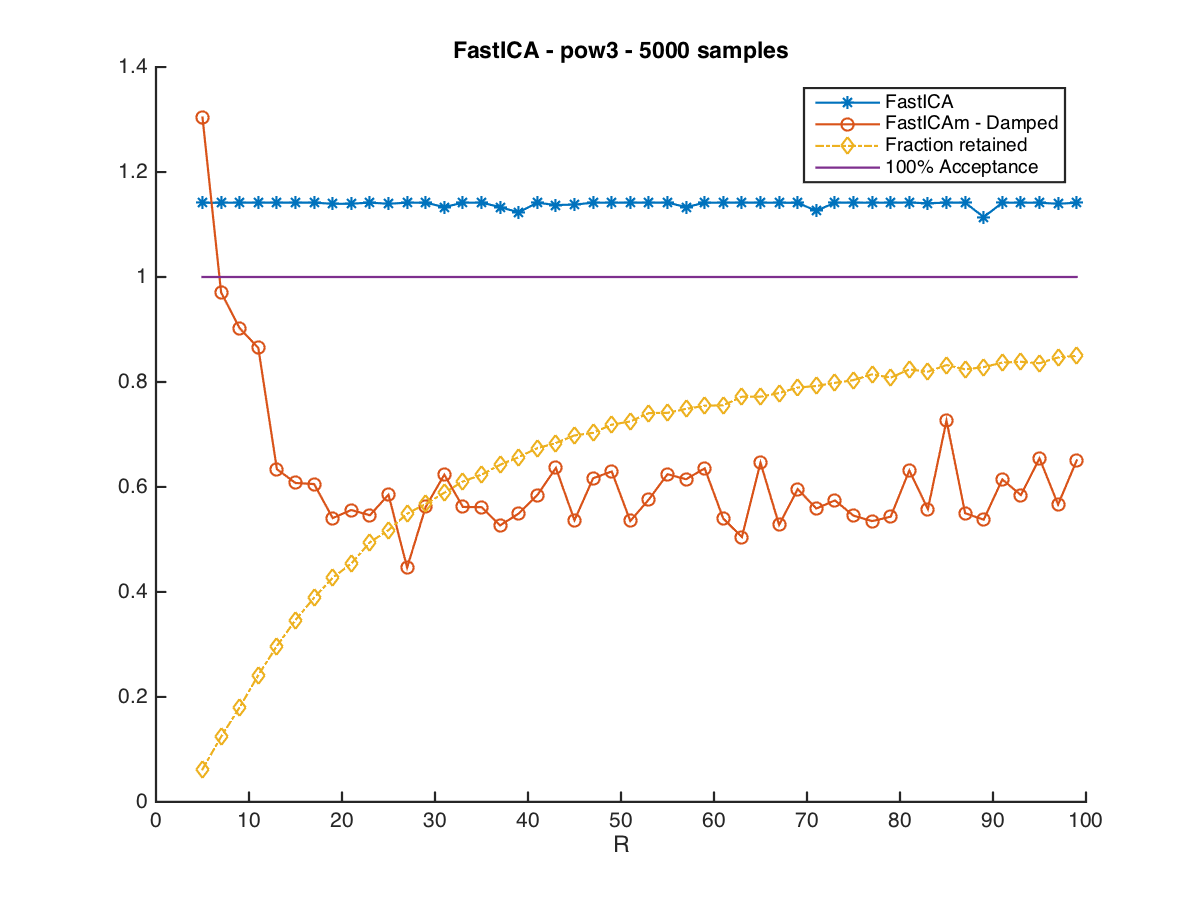 FastICA - pow3 - 5000 samples
1.4
1.2
1
0.8
0.6
0.4
0.2
0
FastICA
FastICAm - Damped
Fraction retained
100% Acceptance
0 10 20 30 40 50 60 70 80 90 100
R